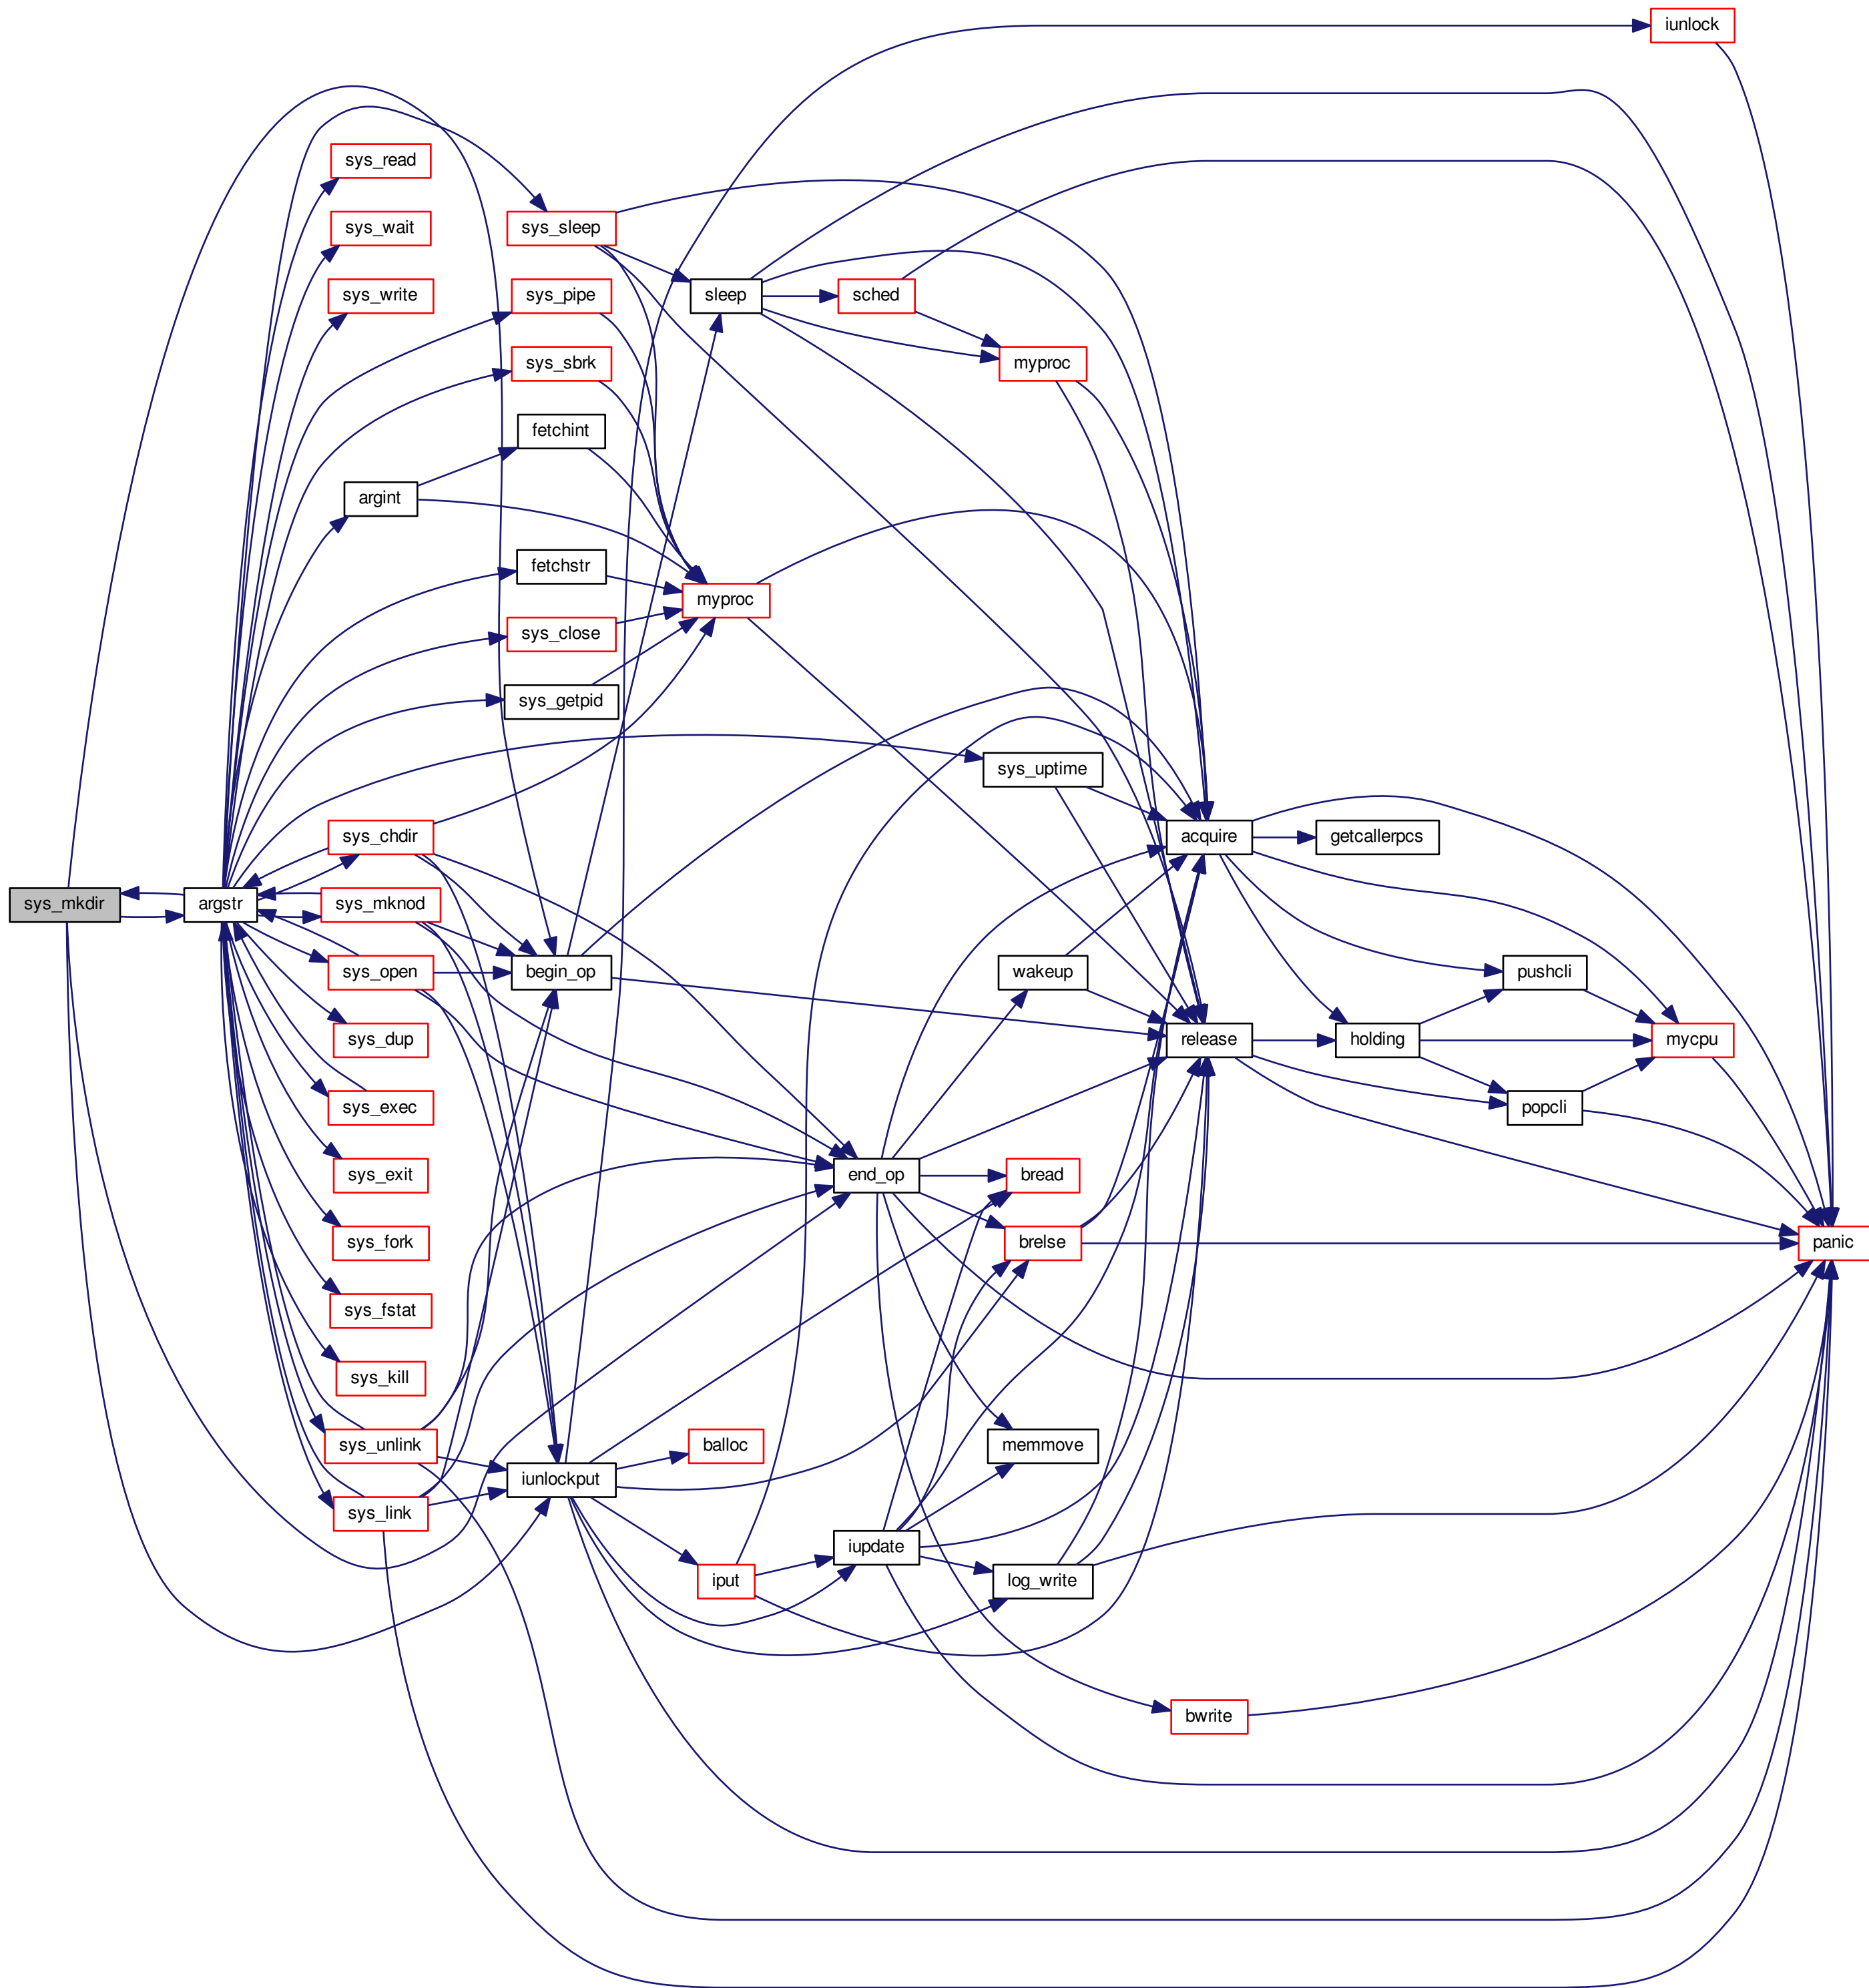 iunlock
sys_read
sys_wait
sys_sleep
sys_write
sys_pipe
sleep
sched
sys_sbrk
myproc
fetchint
argint
fetchstr
myproc
sys_close
sys_getpid
sys_uptime
sys_chdir
acquire
getcallerpcs
sys_mkdir
argstr
sys_mknod
sys_open
begin_op
wakeup
pushcli
sys_dup
release
holding
mycpu
sys_exec
popcli
sys_exit
end_op
bread
sys_fork
brelse
panic
sys_fstat
sys_kill
sys_unlink
balloc
memmove
iunlockput
sys_link
iupdate
iput
log_write
bwrite